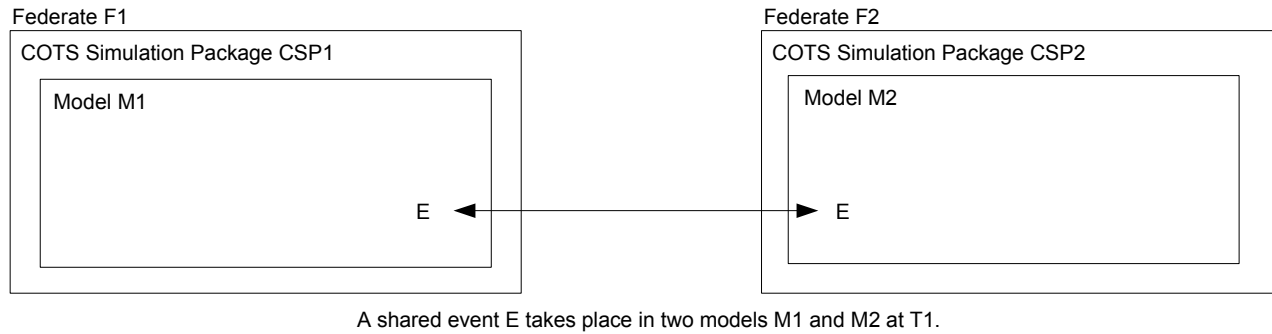 Federate F1
Federate F2
COTS Simulation Package CSP1
COTS Simulation Package CSP2
Model M1
Model M2
E
E
A shared event E takes place in two models M1 and M2 at T1.